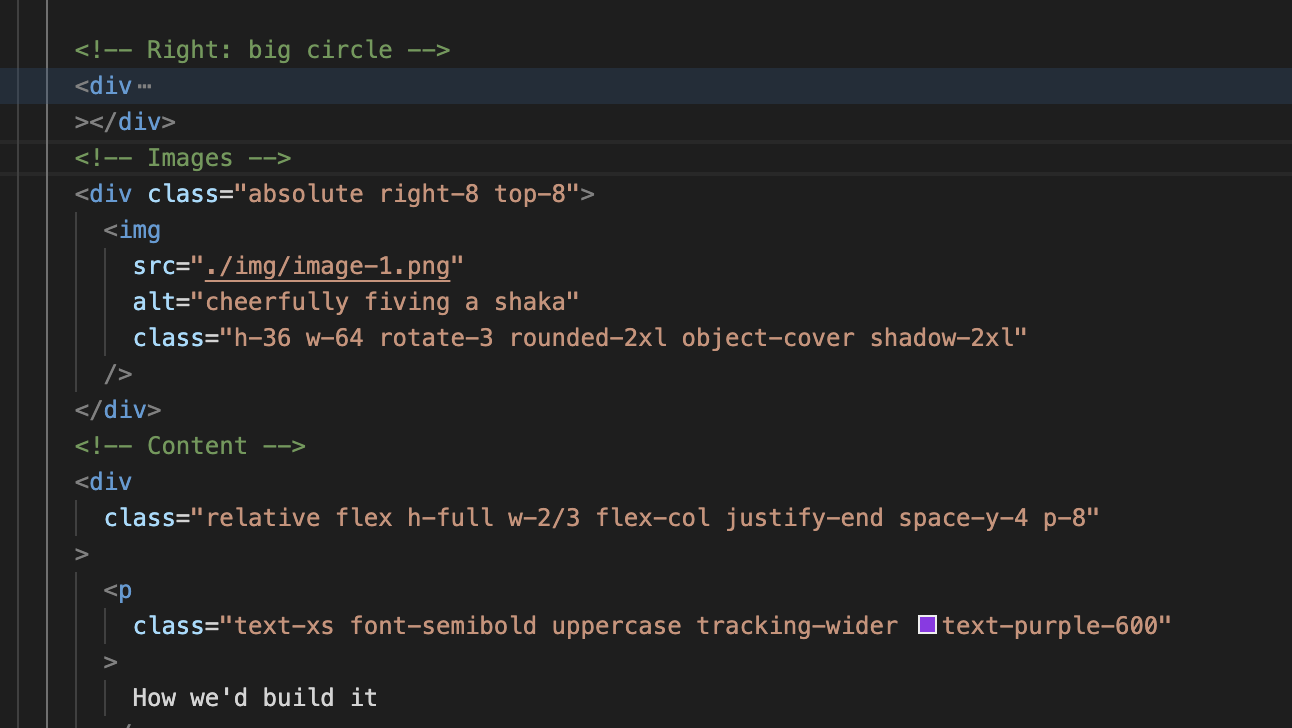 <!-- Right: big circle -->
<div…
></div>
<!-- Images -->
<div class="absolute right-8 top-8">
<img
src="./img/image-1.png"
alt="cheerfully fiving a shaka"
class="h-36 w-64 rotate-3 rounded-2xl object-cover shadow-2xl"
/>
</div>
<!-- Content -->
<div
class="relative flex h-full w-2/3 flex-col justify-end space-y-4 p-8"
>
<p
class="text-xs font-semibold uppercase tracking-wider text-purple-600"
>
How we'd build it